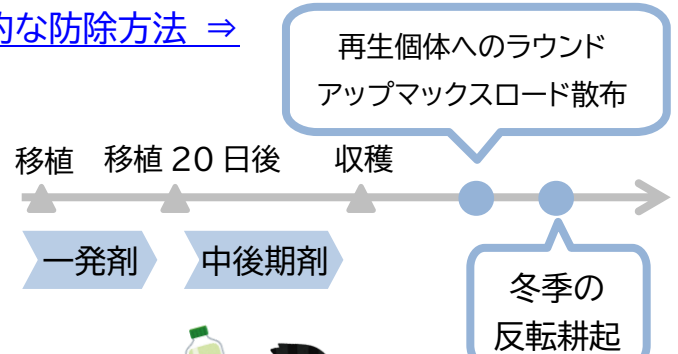 的な防除方法 ⇒
再生個体へのラウンド
アップマックスロード散布
移植 移植 20 日後 収穫
一発剤 中後期剤
冬季の
反転耕起